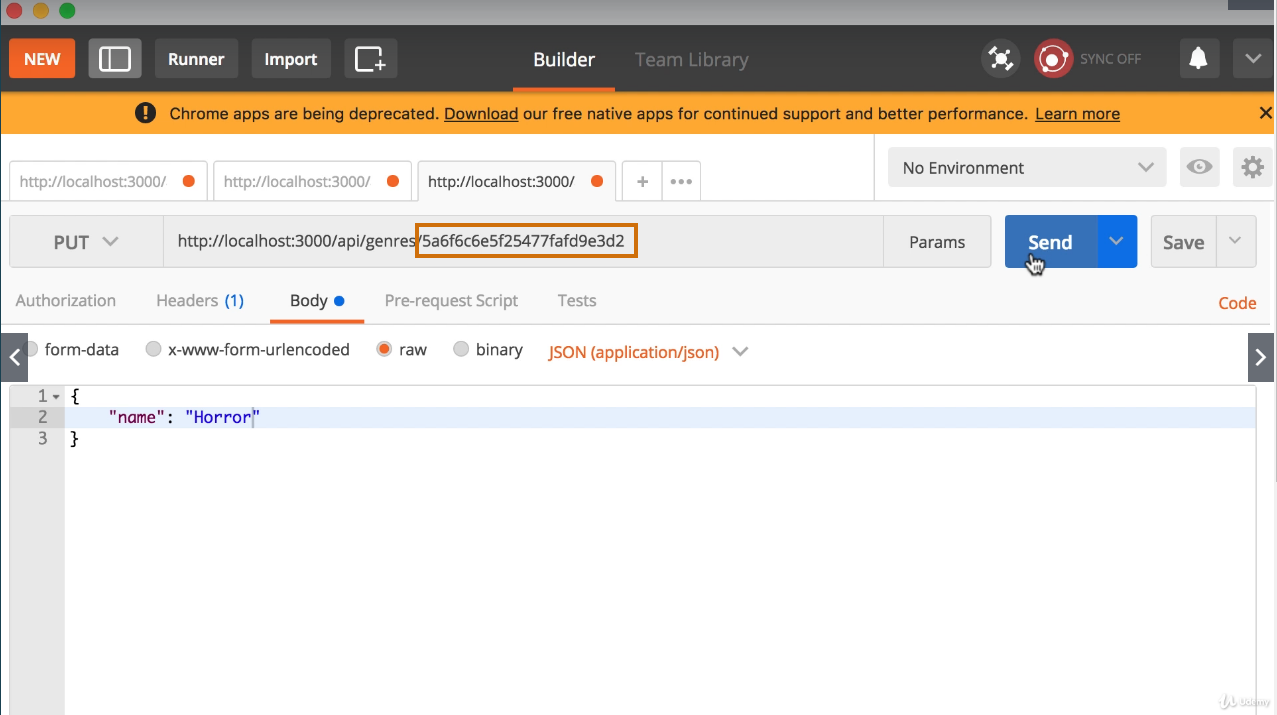 NEW Runner Import Builder Team Library SYNC OFF
Chrome apps are being deprecated. Download our free native apps for continued support and better performance. Learn more
http://localhost:3000/ http://localhost:3000/ http://localhost:3000/ No Environment
PUT http://localhost:3000/api/genres/5a6f6c6e5f25477fafd9e3d2 Params Send Save
Authorization Headers (1) Body Pre-request Script Tests Code
form-data x-www-form-urlencoded raw binary JSON (application/json)
1 {
2 "name": "Horror"
3 }
Udemy